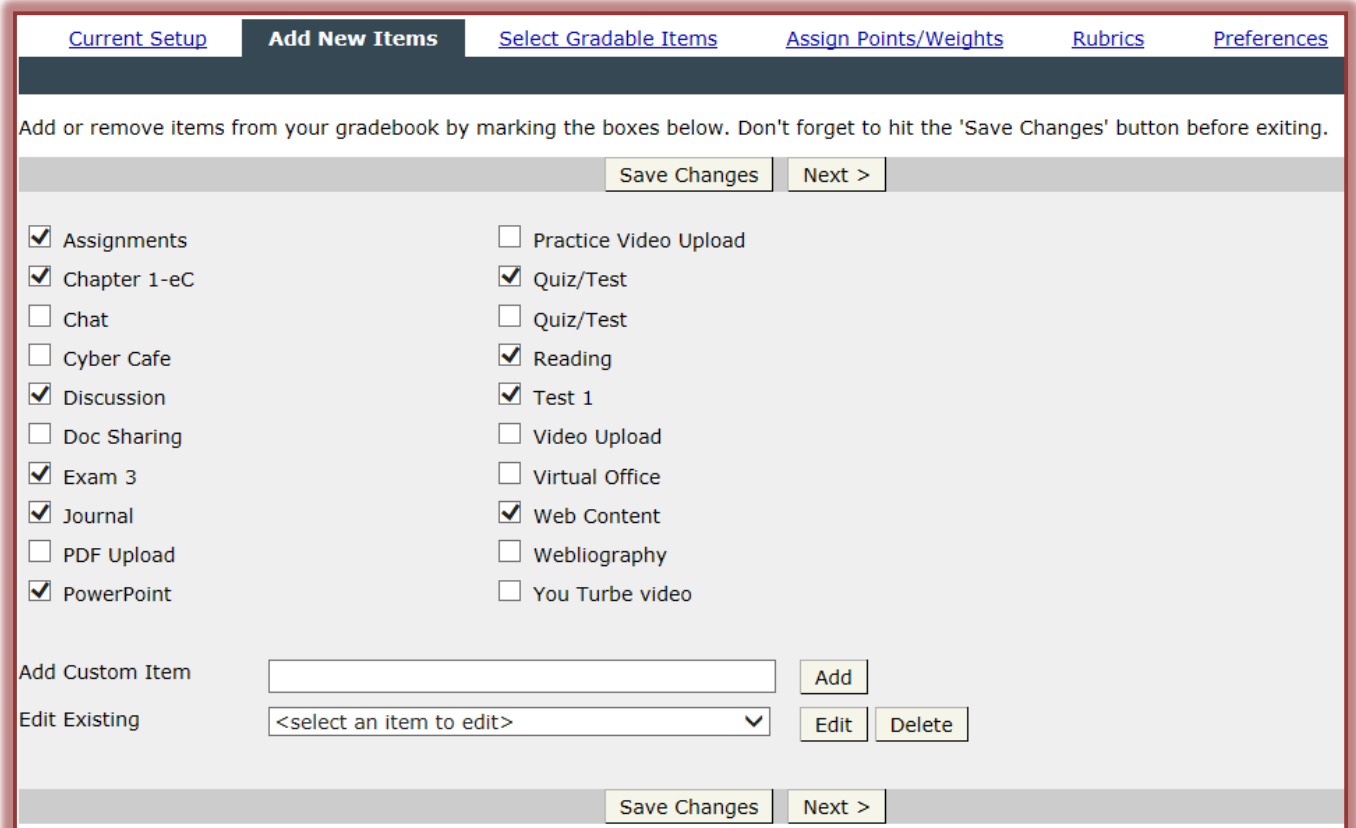 Current Setup Add New Items Select Gradable Items Assign Points/Weights Rubrics Preferences
Add or remove items from your gradebook by marking the boxes below. Don't forget to hit the 'Save Changes' button before exiting.
Save Changes Next >
Assignments Practice Video Upload
Chapter 1-eC Quiz/Test
Chat Quiz/Test
Cyber Cafe Reading
Discussion Test 1
Doc Sharing Video Upload
Exam 3 Virtual Office
Journal Web Content
PDF Upload Webliography
PowerPoint You Turbe video
Add Custom Item Add
Edit Existing <select an item to edit> Edit Delete
Save Changes Next >